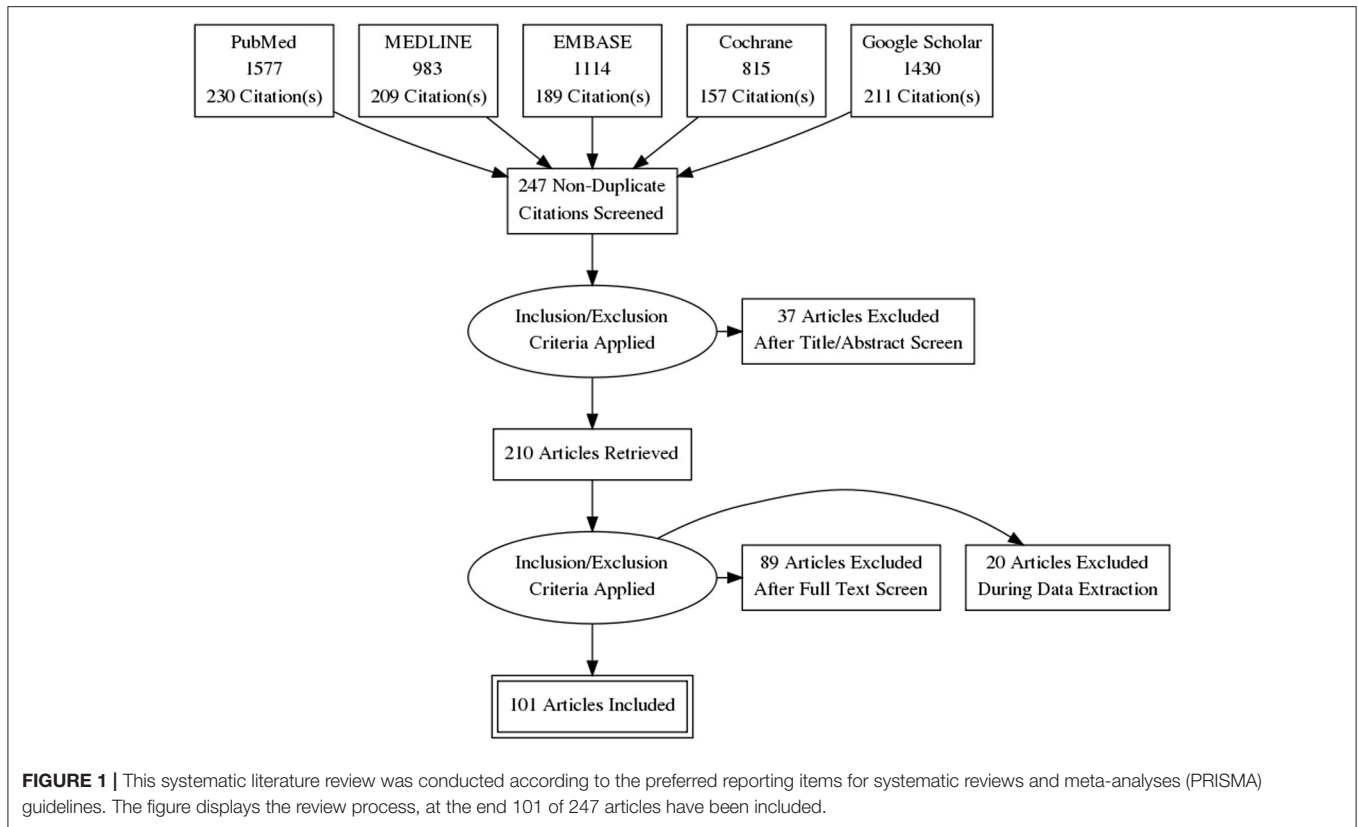 PubMed
1577
230 Citation(s)
MEDLINE
983
209 Citation(s)
EMBASE
1114
189 Citation(s)
Cochrane
815
157 Citation(s)
Google Scholar
1430
211 Citation(s)
247 Non-Duplicate
Citations Screened
Inclusion/Exclusion
Criteria Applied
37 Articles Excluded
After Title/Abstract Screen
210 Articles Retrieved
Inclusion/Exclusion
Criteria Applied
89 Articles Excluded
After Full Text Screen
20 Articles Excluded
During Data Extraction
101 Articles Included
FIGURE 1 | This systematic literature review was conducted according to the preferred reporting items for systematic reviews and meta-analyses (PRISMA)
guidelines. The figure displays the review process, at the end 101 of 247 articles have been included.